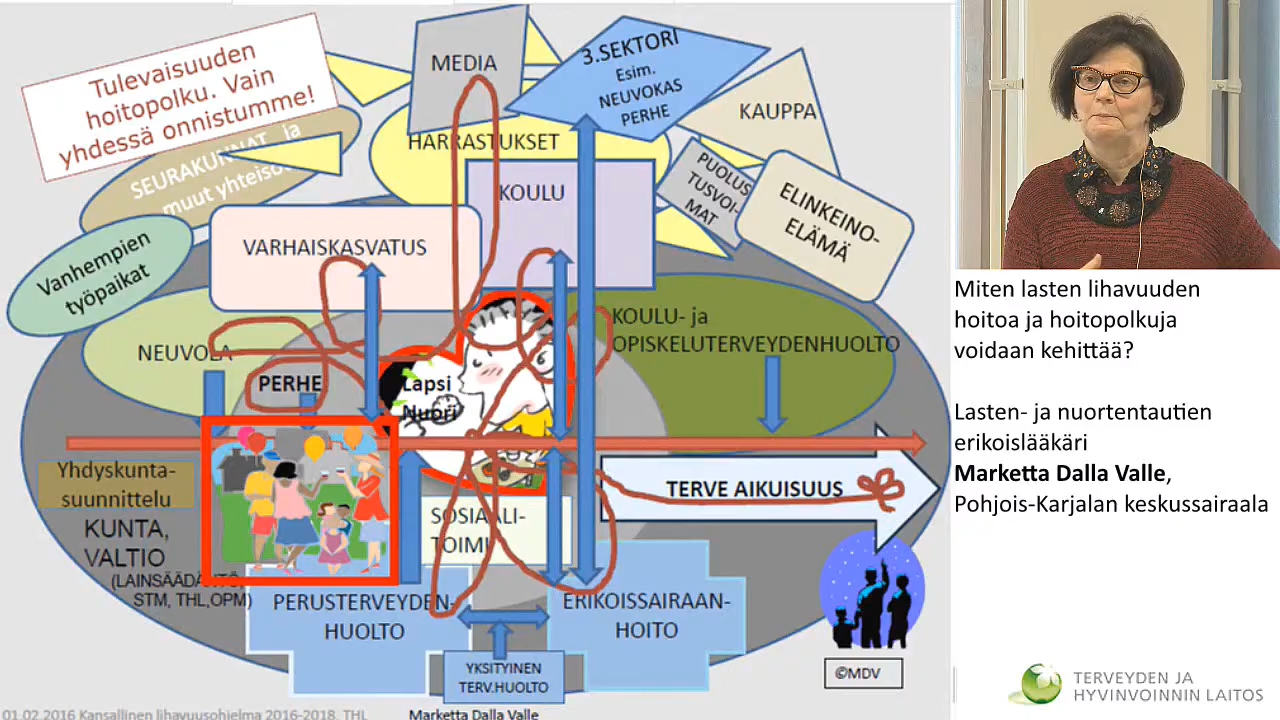 Tulevaisuuden
hoitopolku. Vain
yhdessä onnistumme!
MEDIA
3.SEKTORI
Esim.
NEUVOKAS
PERHE
KAUPPA
HARRASTUKSET
SEURAKUNNAT ja
muut yhteisöt
KOULU
PUOLUS
TUSVOI-
MAT
ELINKEINO-
ELÄMÄ
Vanhempien
työpaikat
VARHAISKASVATUS
NEUVOLA
PERHE
Lapsi
Nuori
KOULU- ja
OPISKELUTERVEYDENHUOLTO
Yhdyskunta-
suunnittelu
KUNTA,
VALTIO
(LAINSÄÄDÄNTÖ,
STM, THL,OPM)
TERVE AIKUISUUS
SOSIAALI-
TOIMI
PERUSTERVEYDEN-
HUOLTO
ERIKOISSAIRAAN-
HOITO
YKSITYINEN
TERV.HUOLTO
©MDV
01.02.2016 Kansallinen lihavuusohjelma 2016-2018, THL
Marketta Dalla Valle
Miten lasten lihavuuden
hoitoa ja hoitopolkuja
voidaan kehittää?
Lasten- ja nuortentautien
erikoislääkäri
Marketta Dalla Valle,
Pohjois-Karjalan keskussairaala
TERVEYDEN JA
HYVINVOINNIN LAITOS